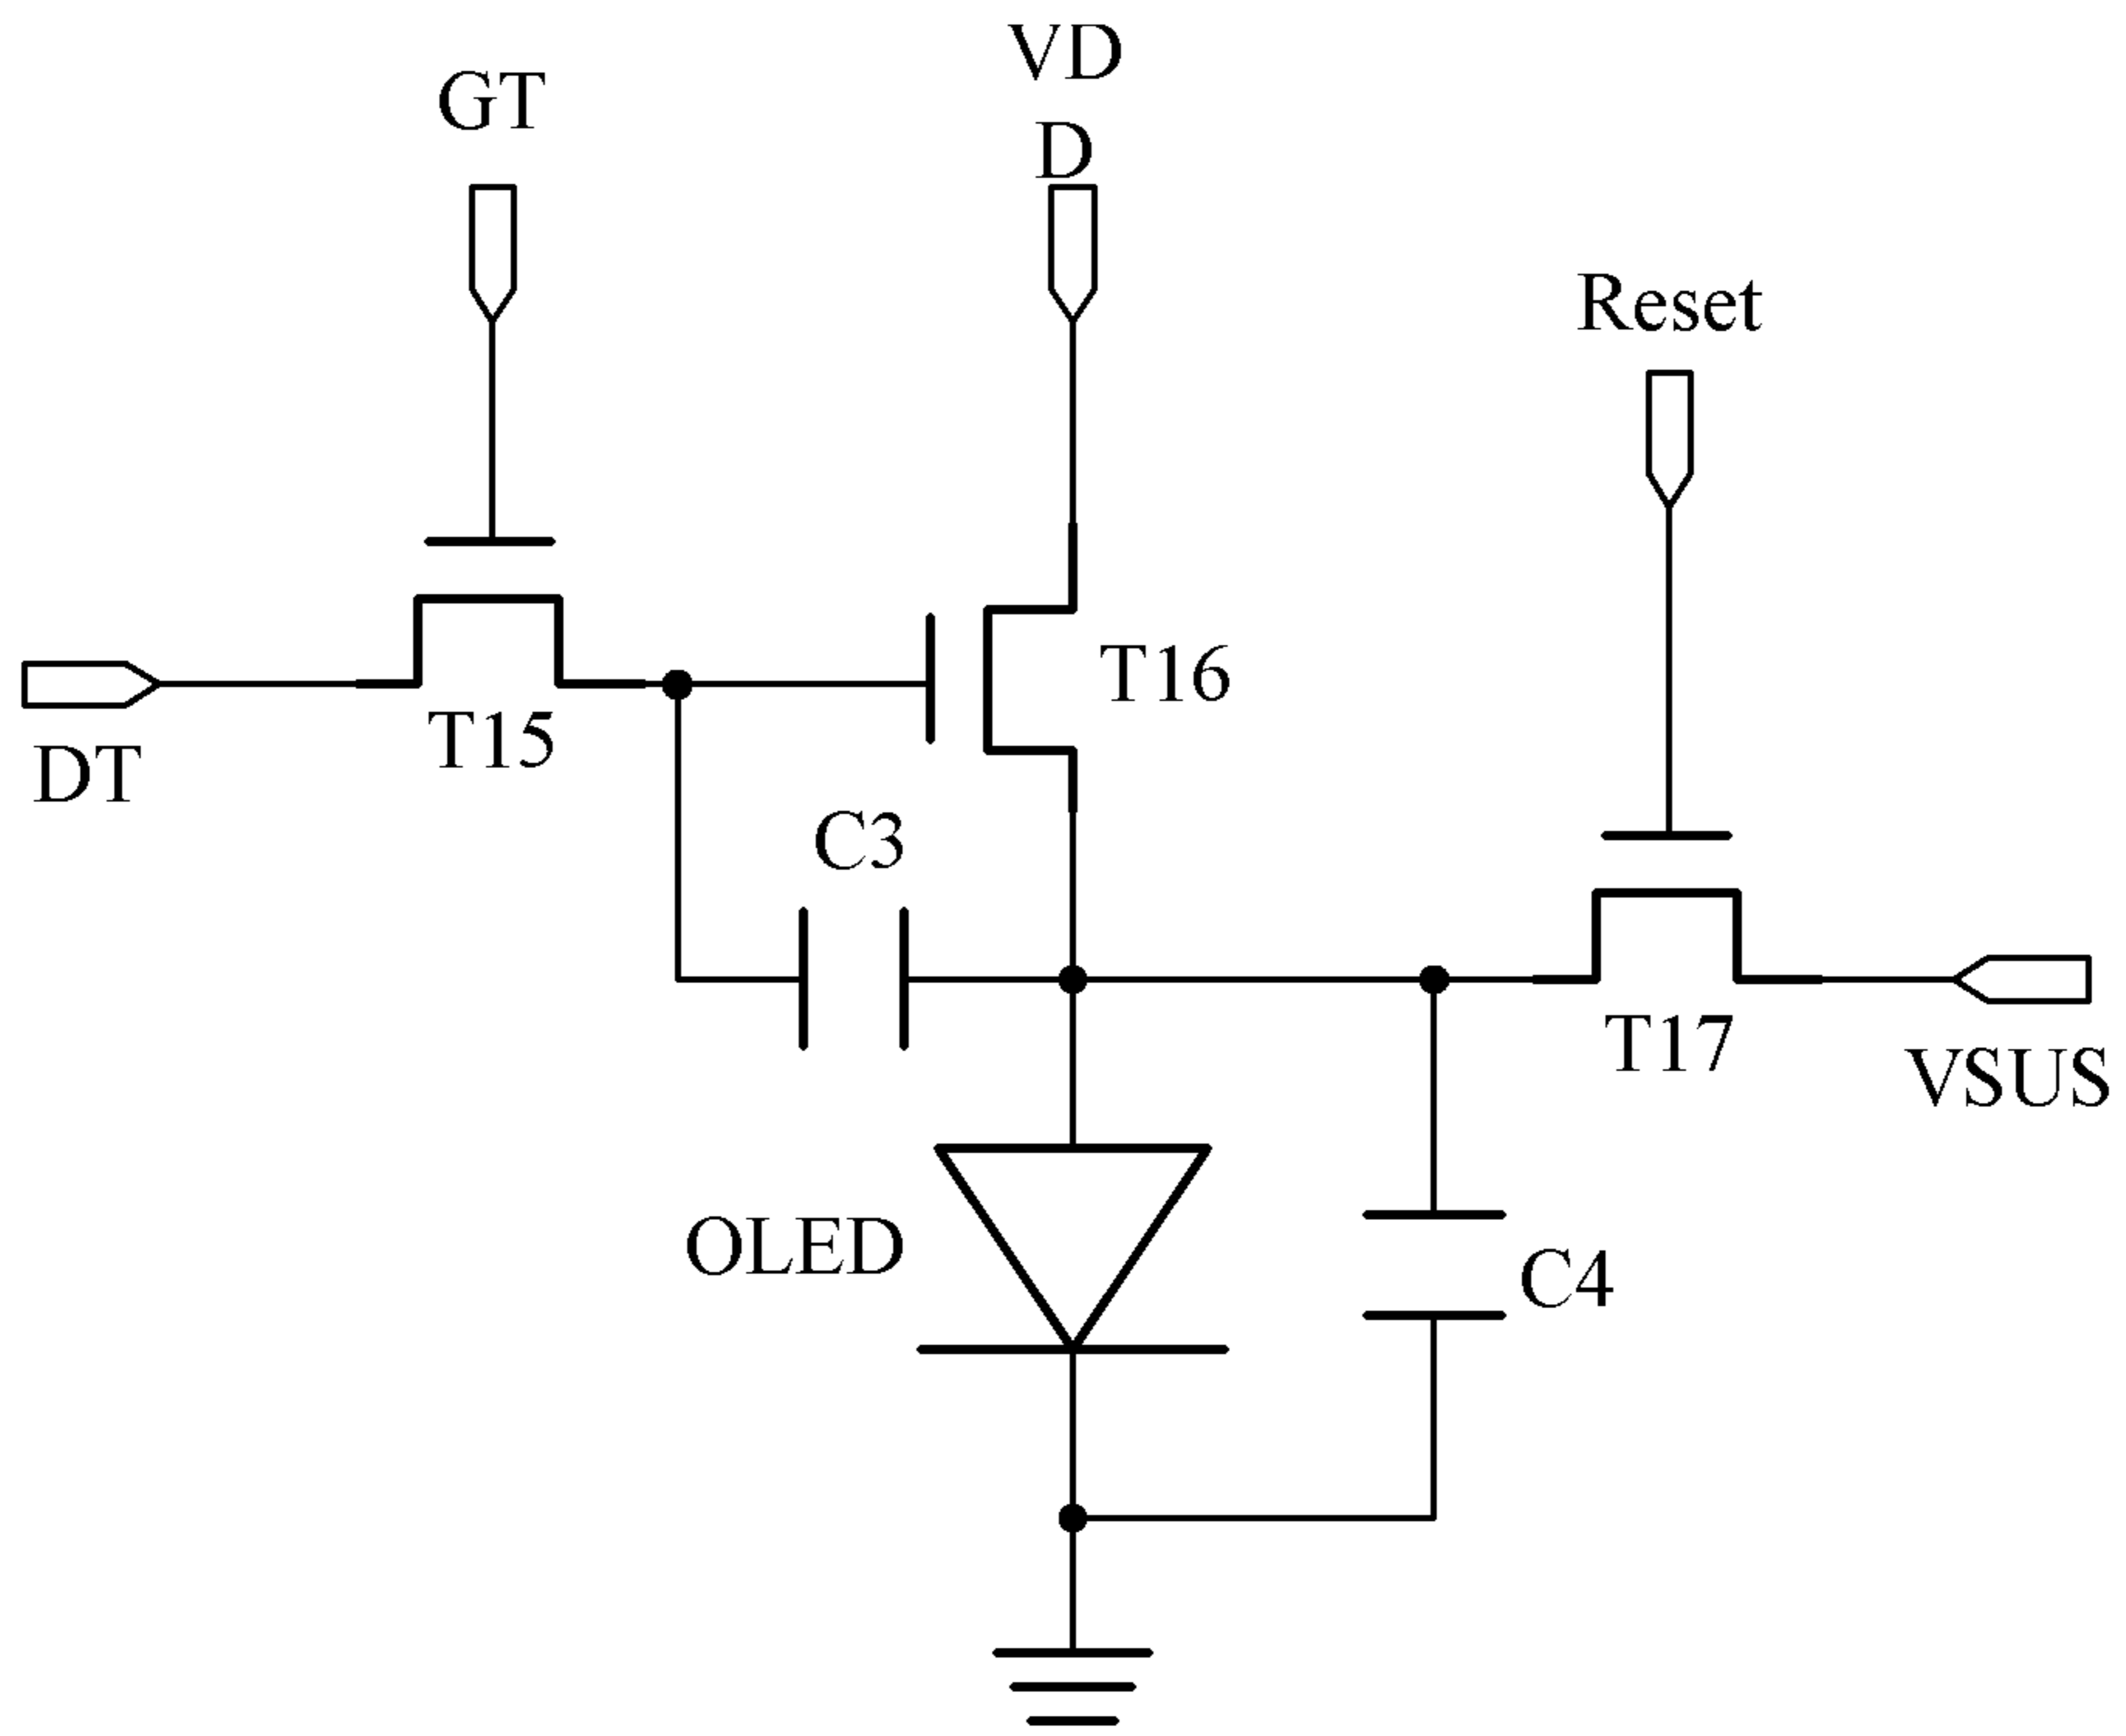 VD
D
GT
Reset
T16
T15
DT
C3
T17
VSUS
OLED
C4